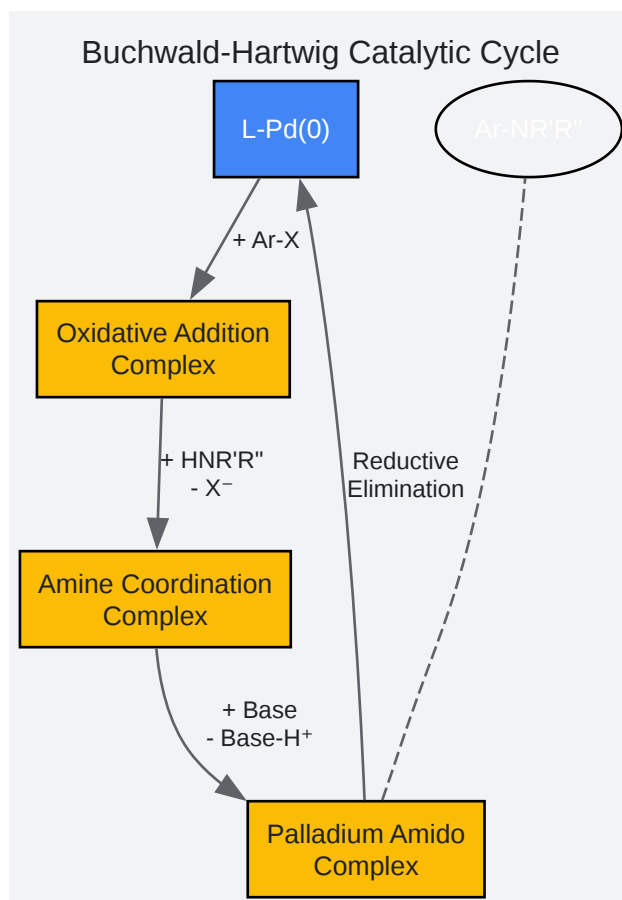 Buchwald-Hartwig Catalytic Cycle
L-Pd(0)
Ar-NR'R"
+ Ar-X
Oxidative Addition
Complex
+ HNR'R"
- X⁻
Reductive
Elimination
Amine Coordination
Complex
+ Base
- Base-H⁺
Palladium Amido
Complex